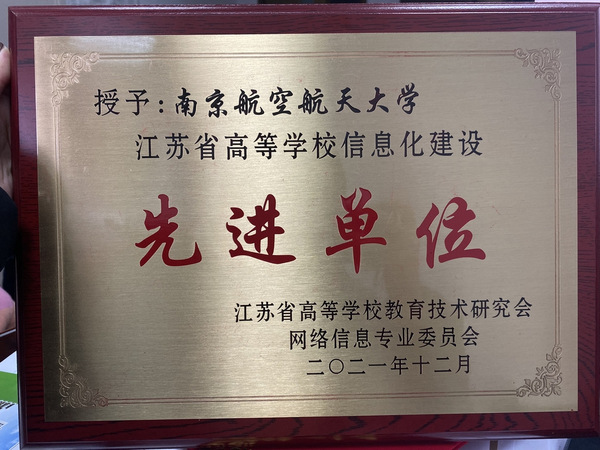 授予:南京航空航天大学
江苏省高等学校信息化建设
先进单位
江苏省高等学校教育技术研究会
网络信息专业委员会
二〇二一年十二月